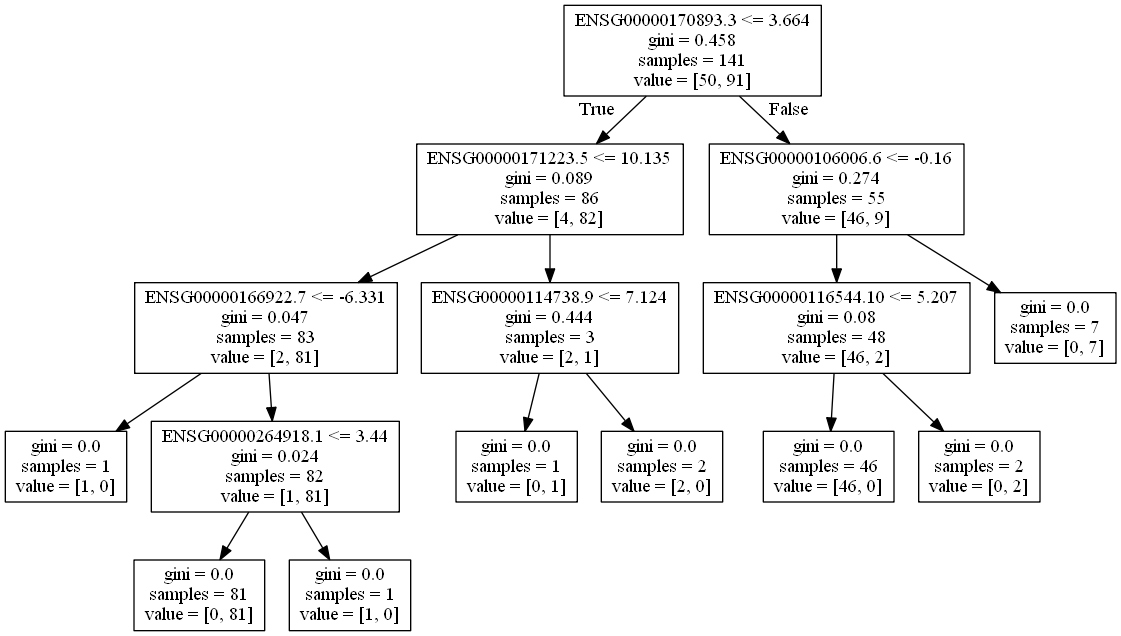 ENSG00000170893.3 <= 3.664
gini = 0.458
samples = 141
value = [50, 91]
True
False
ENSG00000171223.5 <= 10.135
gini = 0.089
samples = 86
value = [4, 82]
ENSG00000106006.6 <= -0.16
gini = 0.274
samples = 55
value = [46, 9]
ENSG00000166922.7 <= -6.331
gini = 0.047
samples = 83
value = [2, 81]
ENSG00000114738.9 <= 7.124
gini = 0.444
samples = 3
value = [2, 1]
ENSG00000116544.10 <= 5.207
gini = 0.08
samples = 48
value = [46, 2]
gini = 0.0
samples = 7
value = [0, 7]
gini = 0.0
samples = 1
value = [1, 0]
ENSG00000264918.1 <= 3.44
gini = 0.024
samples = 82
value = [1, 81]
gini = 0.0
samples = 1
value = [0, 1]
gini = 0.0
samples = 2
value = [2, 0]
gini = 0.0
samples = 46
value = [46, 0]
gini = 0.0
samples = 2
value = [0, 2]
gini = 0.0
samples = 81
value = [0, 81]
gini = 0.0
samples = 1
value = [1, 0]